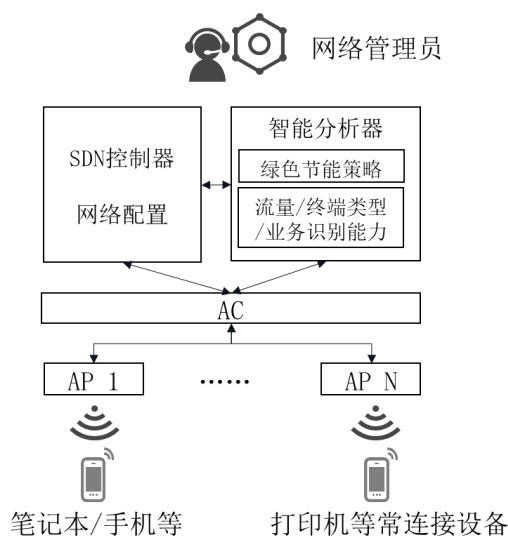 网络管理员
SDN控制器
网络配置
智能分析器
绿色节能策略
流量/终端类型
/业务识别能力
AC
AP 1
……
AP N
笔记本/手机等
打印机等常连接设备